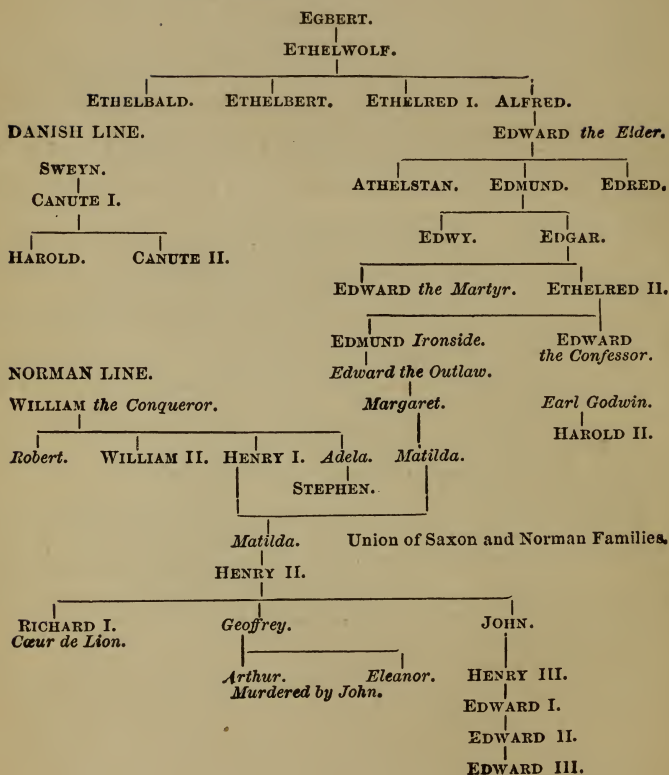 EGBERT.
ETHELWOLF.
ETHELBALD. ETHELBERT. ETHELRED I. ALFRED.
DANISH LINE. EDWARD the Elder.
SWEYN. ATHELSTAN. EDMUND. EDRED.
CANUTE I.
EDWY. EDGAR.
HAROLD. CANUTE II.
EDWARD the Martyr. ETHELRED II.
EDMUND Ironside. EDWARD
the Confessor.
NORMAN LINE. Edward the Outlaw.
WILLIAM the Conqueror. Margaret. Earl Godwin.
HAROLD II.
Robert. WILLIAM II. HENRY I. Adela. Matilda.
STEPHEN.
Matilda. Union of Saxon and Norman Families.
HENRY II.
RICHARD I. Geoffrey. JOHN.
Cœur de Lion.
Arthur. Eleanor. HENRY III.
Murdered by John.
EDWARD I.
EDWARD II.
EDWARD III.